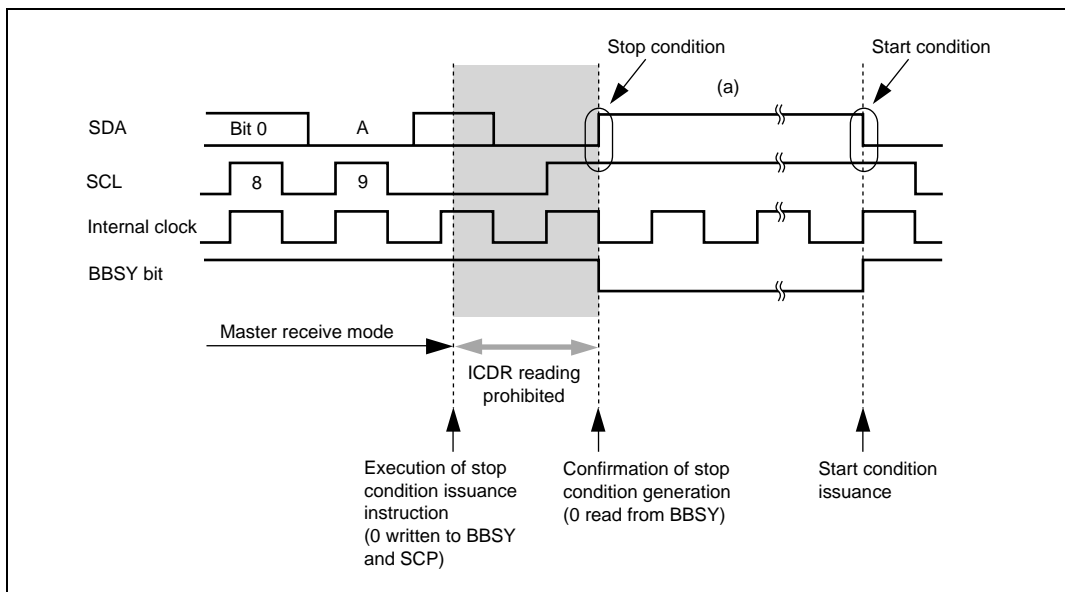 Stop condition
Start condition
(a)
SDA
Bit 0
A
SCL
8
9
Internal clock
BBSY bit
Master receive mode
ICDR reading
prohibited
Execution of stop
condition issuance
instruction
(0 written to BBSY
and SCP)
Confirmation of stop
condition generation
(0 read from BBSY)
Start condition
issuance